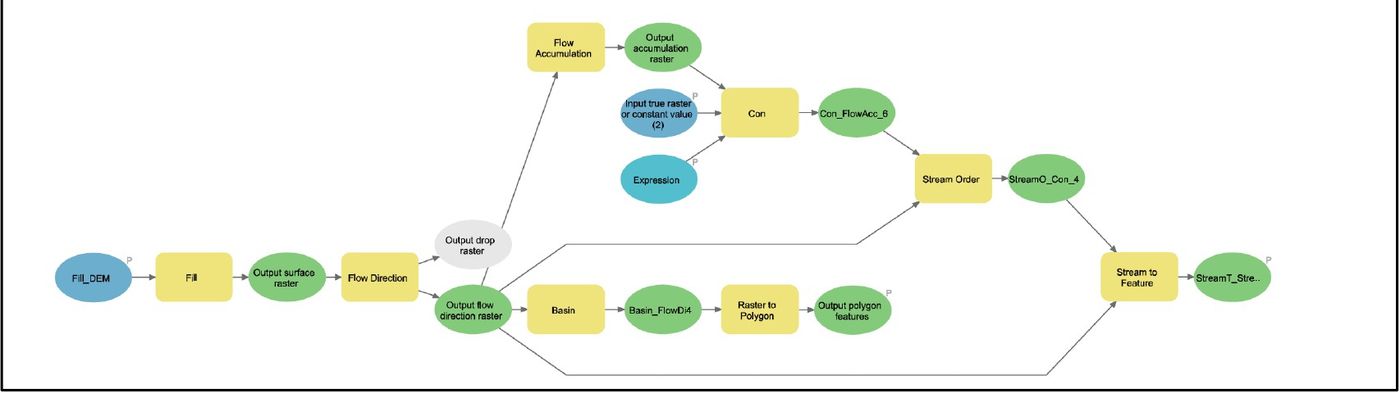 Flow
Accumulation
Output
accumulation
raster
P
Input true raster
or constant value
(2)
Con
Con_FlowAcc_6
P
Expression
Stream Order
StreamO_Con_4
Output drop
raster
P
Fill_DEM
Fill
Output surface
raster
Flow Direction
Output flow
direction raster
Basin
Basin_FlowDi4
Raster to
Polygon
P
Output polygon
features
Stream to
Feature
P
StreamT_Stre..